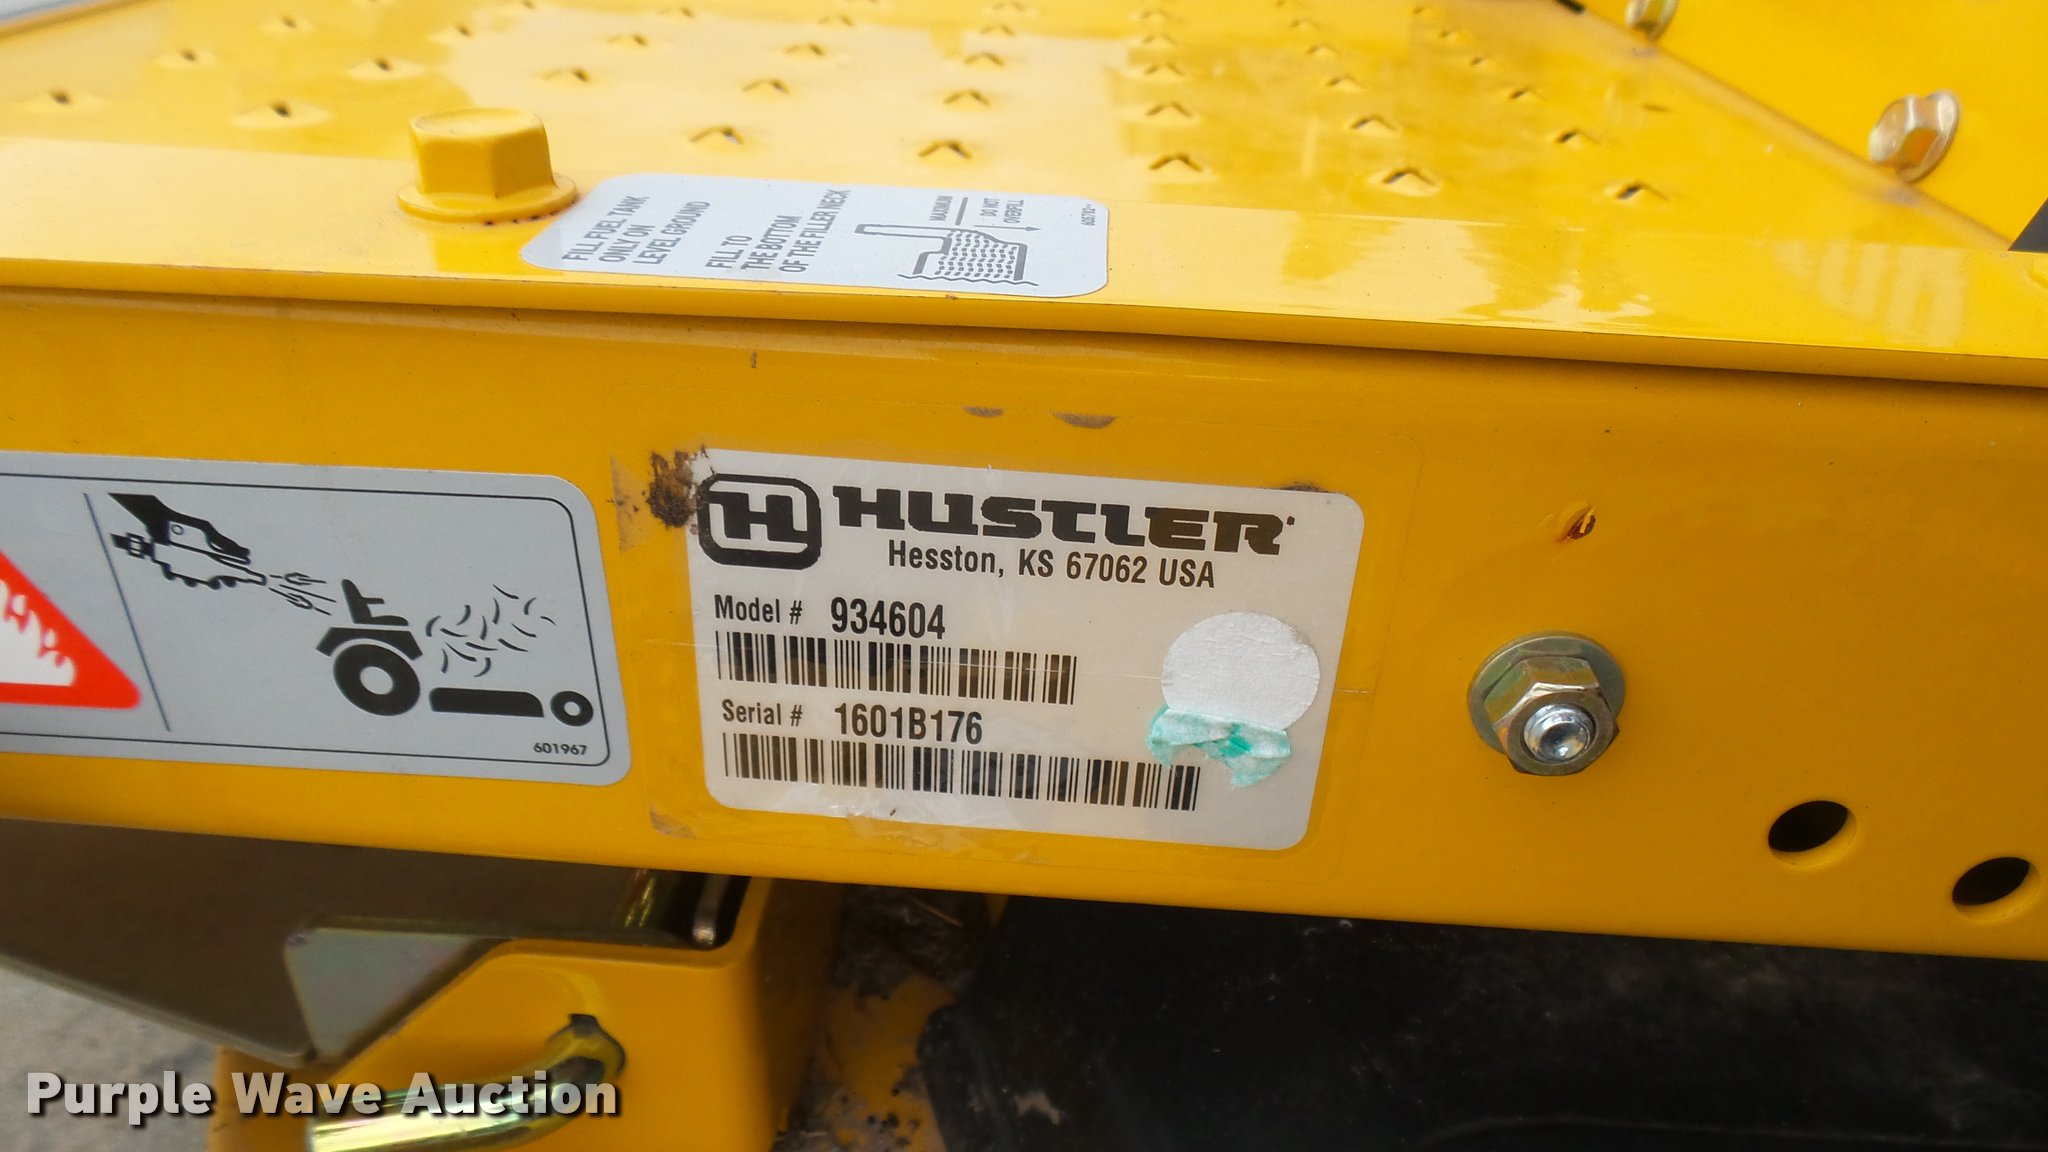 FILL FUEL TANK
ONLY ON
LEVEL GROUND
FILL TO
THE BOTTOM
OF THE FILLER NECK
MAXIMUM
DO NOT
OVERFILL
H HUSTLER
Hesston, KS 67062 USA
Model # 934604
Serial # 1601B176
601967
Purple Wave Auction